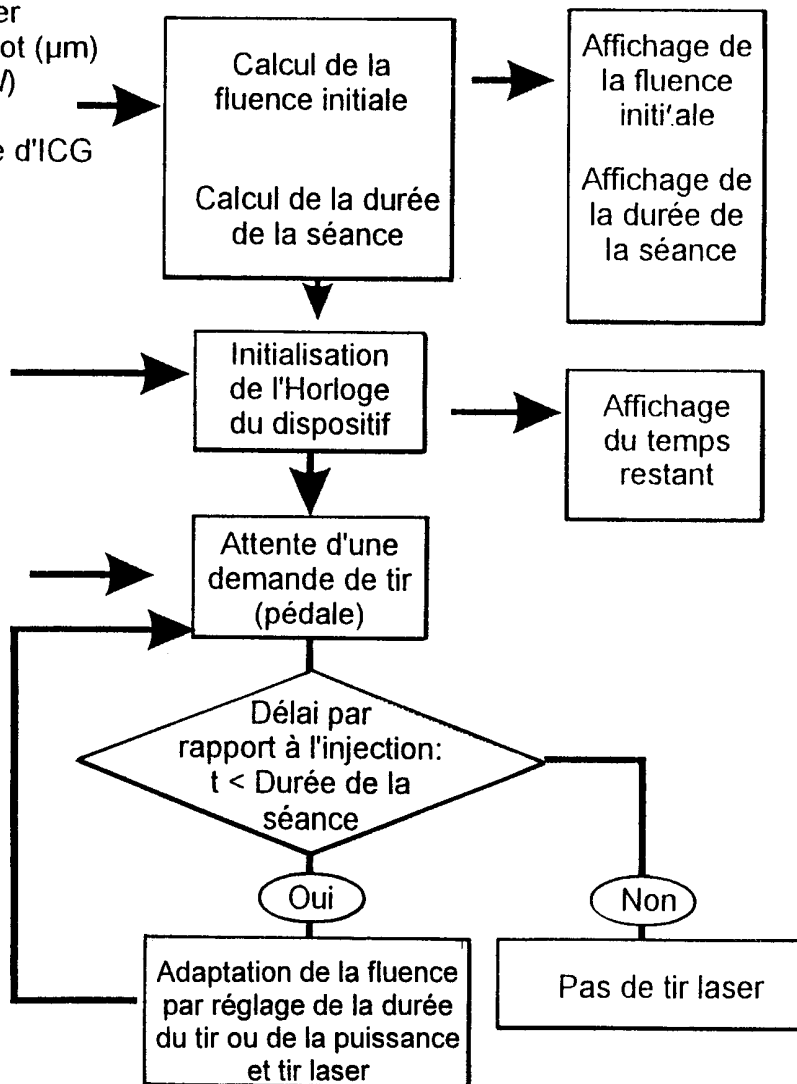 er
ot (µm)
/)
e d'ICG
Calcul de la
fluence initiale
Calcul de la durée
de la séance
Affichage de
la fluence
initiale
Affichage de
la durée de
la séance
Initialisation
de l'Horloge
du dispositif
Affichage
du temps
restant
Attente d'une
demande de tir
(pédale)
Délai par
rapport à l'injection:
t < Durée de la
séance
Oui
Non
Adaptation de la fluence
par réglage de la durée
du tir ou de la puissance
et tir laser
Pas de tir laser